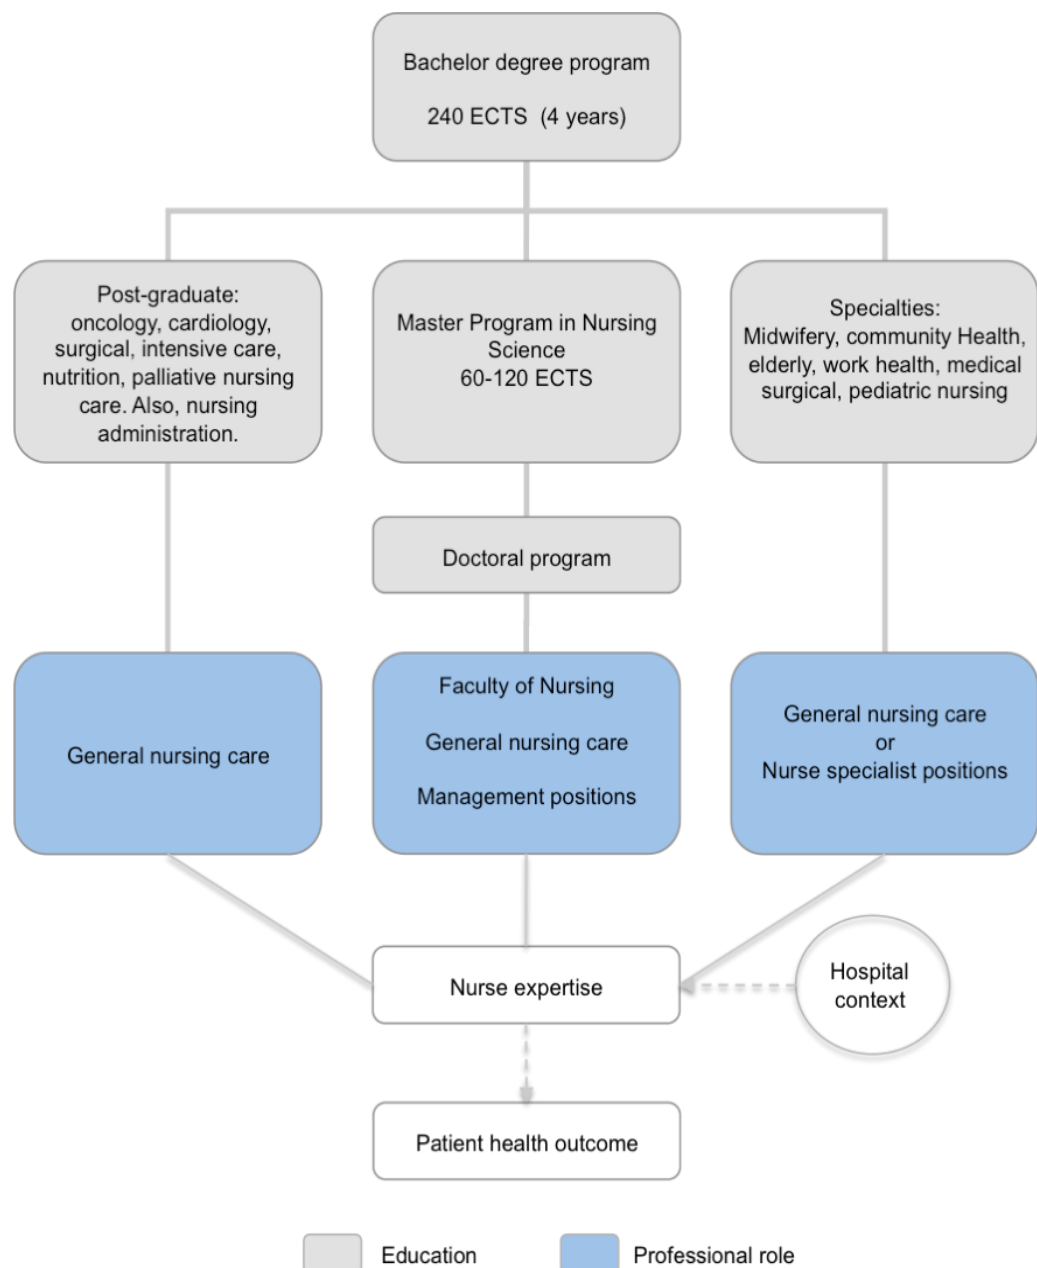 Bachelor degree program
240 ECTS  (4 years)
Post-graduate:
oncology, cardiology,
surgical, intensive care,
nutrition, palliative nursing
care. Also, nursing
administration.
Master Program in Nursing
Science
60-120 ECTS
Specialties:
Midwifery, community Health,
elderly, work health, medical
surgical, pediatric nursing
Doctoral program
General nursing care
Faculty of Nursing
General nursing care
Management positions
General nursing care
or
Nurse specialist positions
Nurse expertise
Hospital
context
Patient health outcome
Education
Professional role